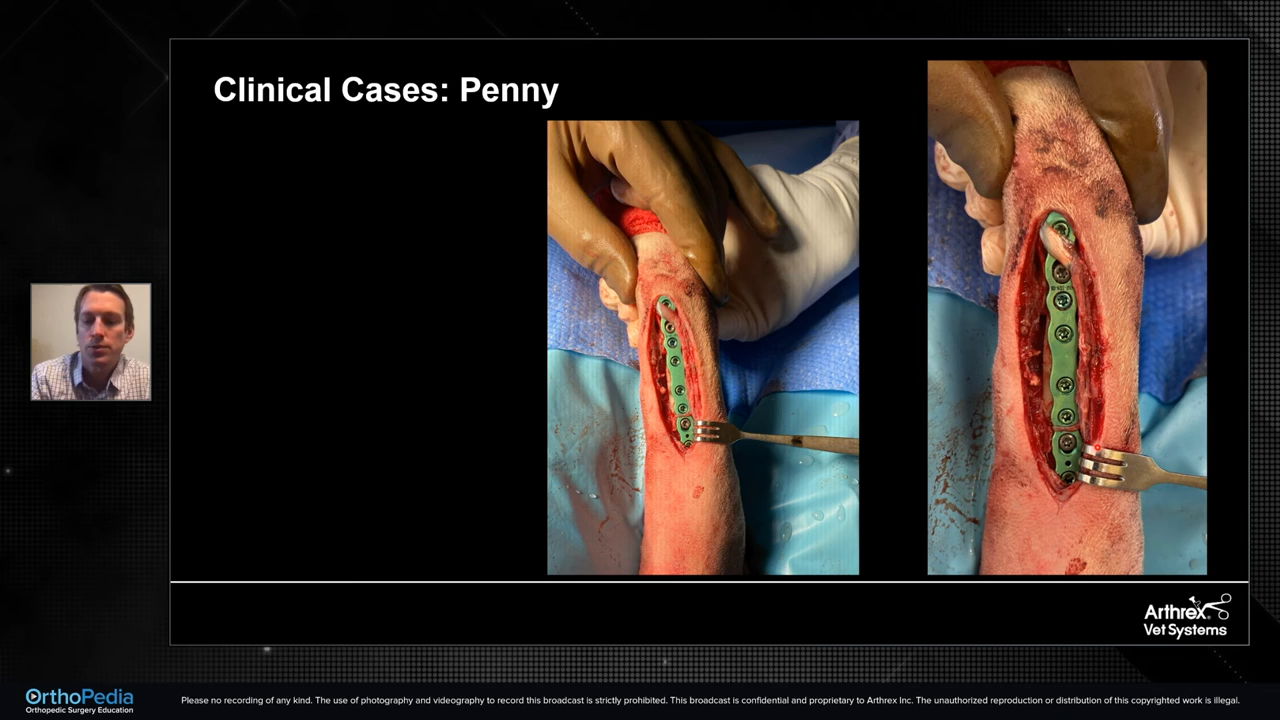 Clinical Cases: Penny
Arthrex
Vet Systems
OrthoPedia
Orthopedic Surgery Education
Please no recording of any kind. The use of photography and videography to record this broadcast is strictly prohibited. This broadcast is confidential and proprietary to Arthrex Inc. The unauthorized reproduction or distribution of this copyrighted work is illegal.